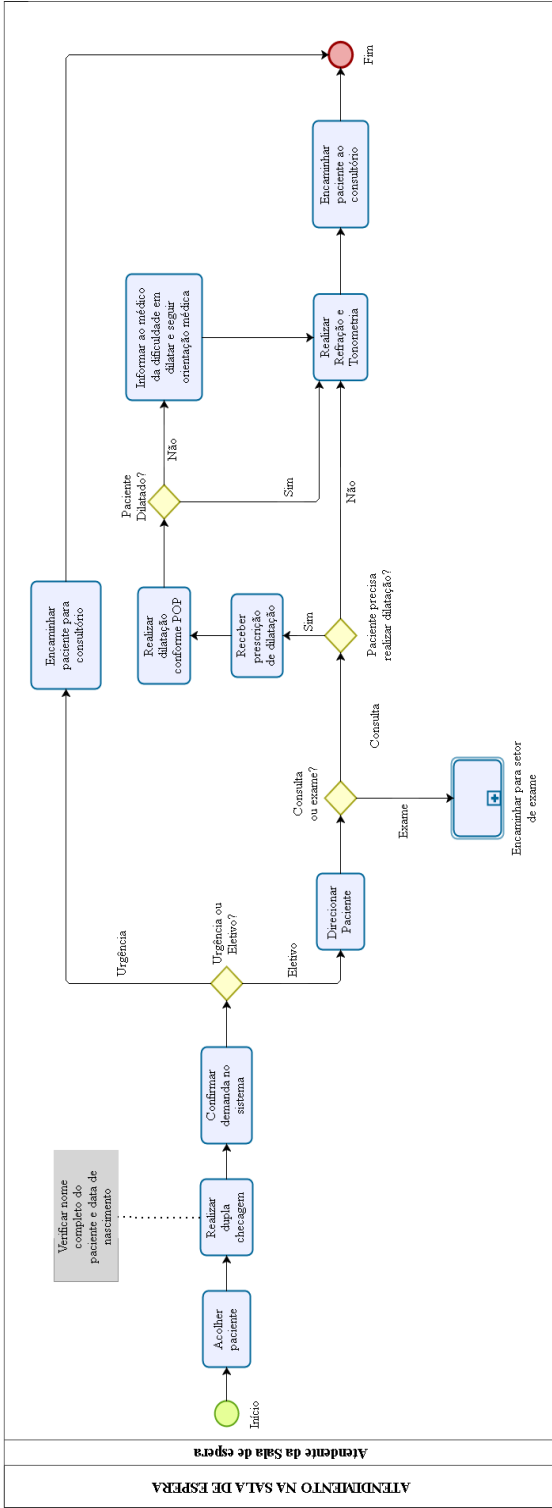 ATENDIMENTO NA SALA DE ESPERA
Atendente da Sala de espera
Início
Acolher
paciente
Realizar
dupla
checagem
Verificar nome
completo do
paciente e data de
nascimento
Confirmar
demanda no
sistema
Urgência ou
Eletivo?
Urgência
Encaminhar
paciente para
consultório
Eletivo
Direcionar
Paciente
Consulta
ou exame?
Exame
Encaminhar para setor
de exame
Consulta
Paciente precisa
realizar dilatação?
Sim
Receber
prescrição
de dilatação
Realizar
dilatação
conforme POP
Paciente
Dilatado?
Não
Informar ao médico
da dificuldade em
dilatar e seguir
orientação médica
Sim
Não
Realizar
Refração e
Tonometria
Encaminhar
paciente ao
consultório
Fim